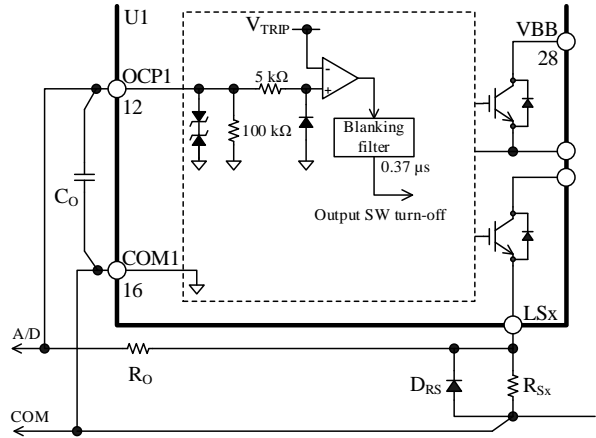 U1
VTRIP
VBB
28
OCP1
12
5 kΩ
-
+
100 kΩ
Blanking
filter
0.37 µs
CO
Output SW turn-off
COM1
16
LSx
A/D
RO
DRS
RSx
COM